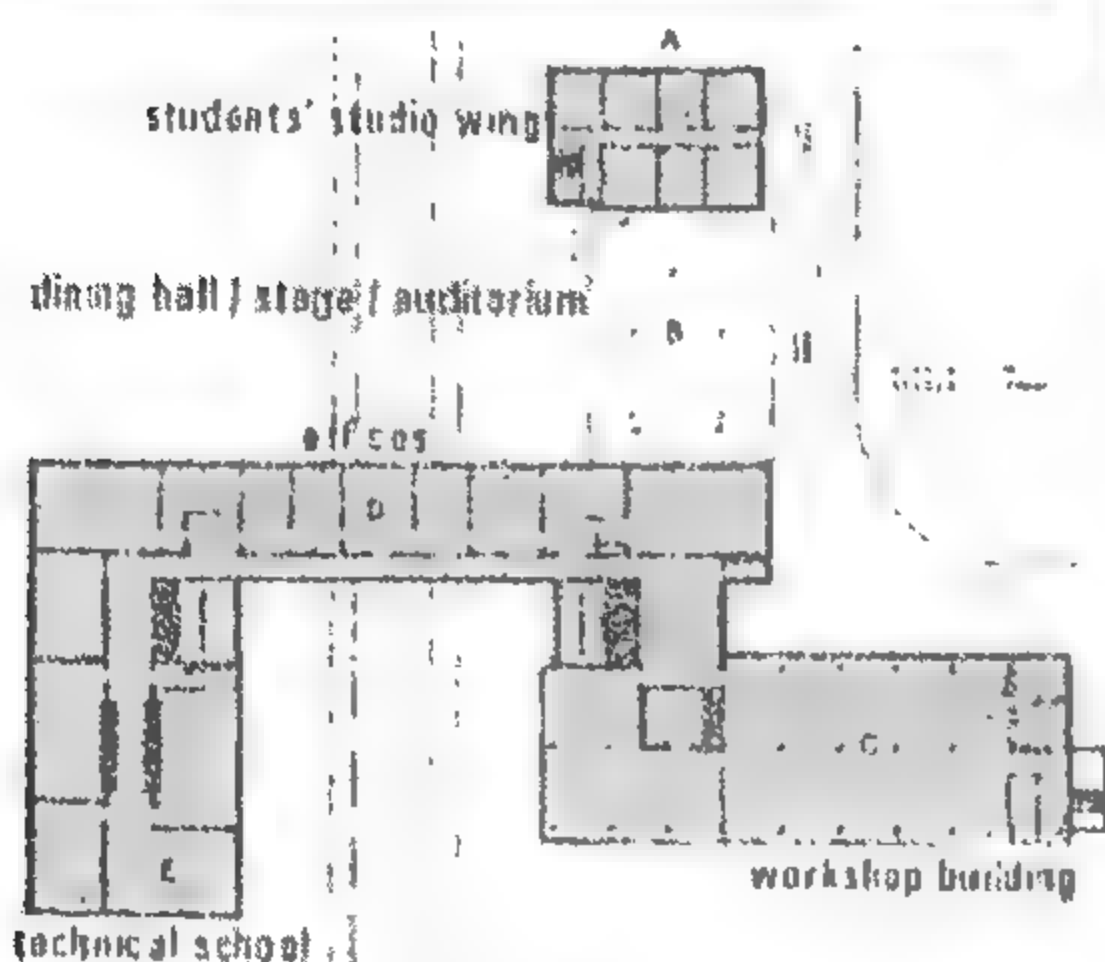 A
students' studio wing
dining hall / stage / auditorium
B
offices
D
C
workshop building
E
technical school